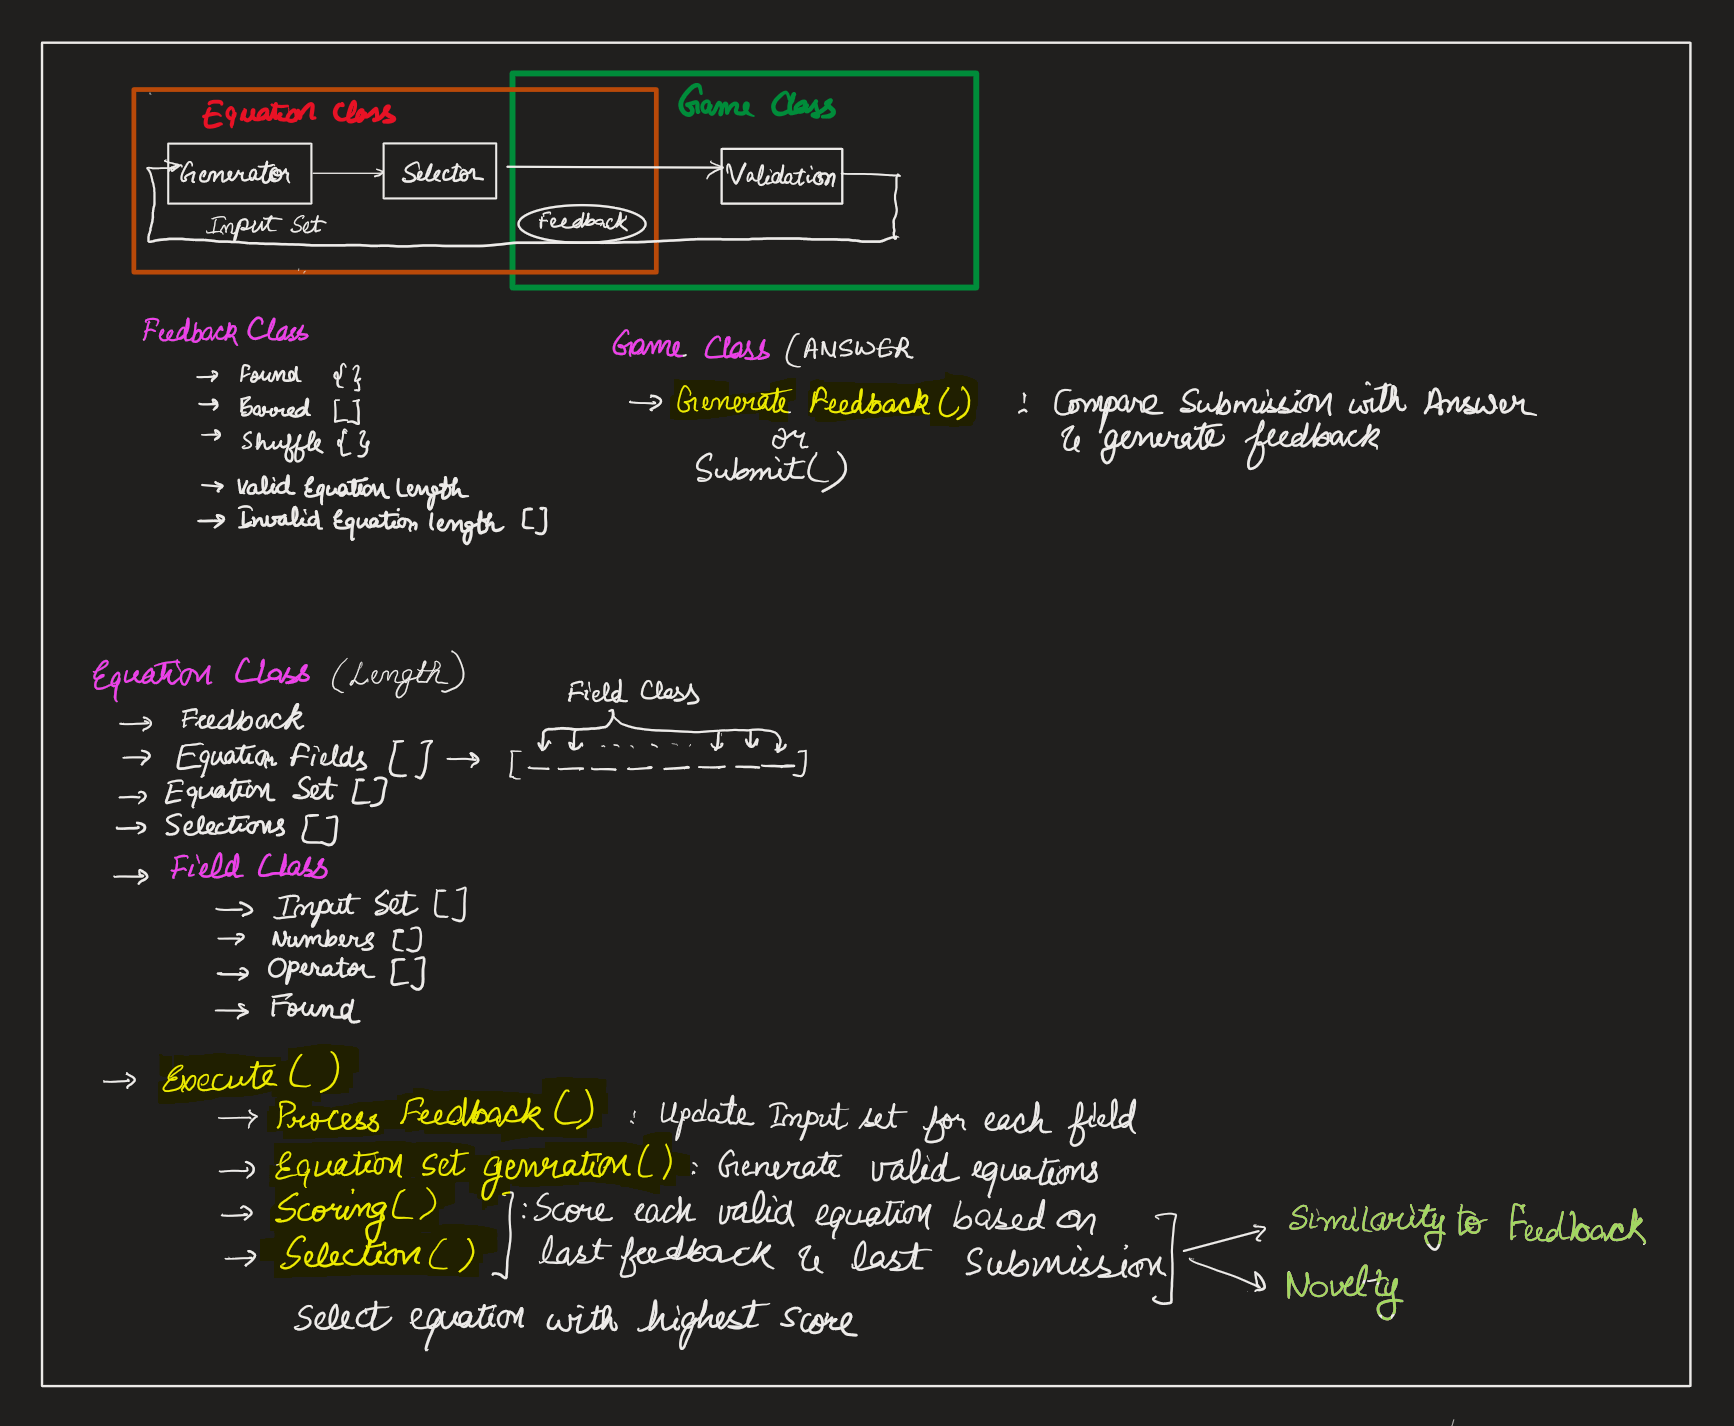 Equation Class
Game Class
Generator
Selector
Validation
Input Set
Feedback
Feedback Class
→ Found { }
→ Barred [ ]
→ Shuffle { }
→ Valid Equation Length
→ Invalid Equation length [ ]
Game Class (ANSWER
→ Generate Feedback( ) : Compare Submission with Answer
& generate feedback
or
Submit( )
Equation Class (Length)
→ Feedback
→ Equation Fields [ ] → [ _ _ _ _ _ _ _ _ ]
Field Class
→ Equation Set [ ]
→ Selections [ ]
→ Field Class
→ Input Set [ ]
→ Numbers [ ]
→ Operator [ ]
→ Found
→ Execute( )
→ Process Feedback( ) : Update Input set for each field
→ Equation set genration( ) : Generate valid equations
→ Scoring( ) : Score each valid equation based on
→ Selection( ) last feedback & last Submission
Similarity to Feedback
Novelty
Select equation with highest score